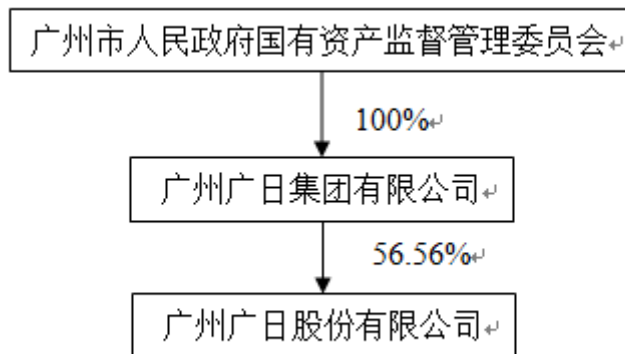 广州市人民政府国有资产监督管理委员会
100%
广州广日集团有限公司
56.56%
广州广日股份有限公司